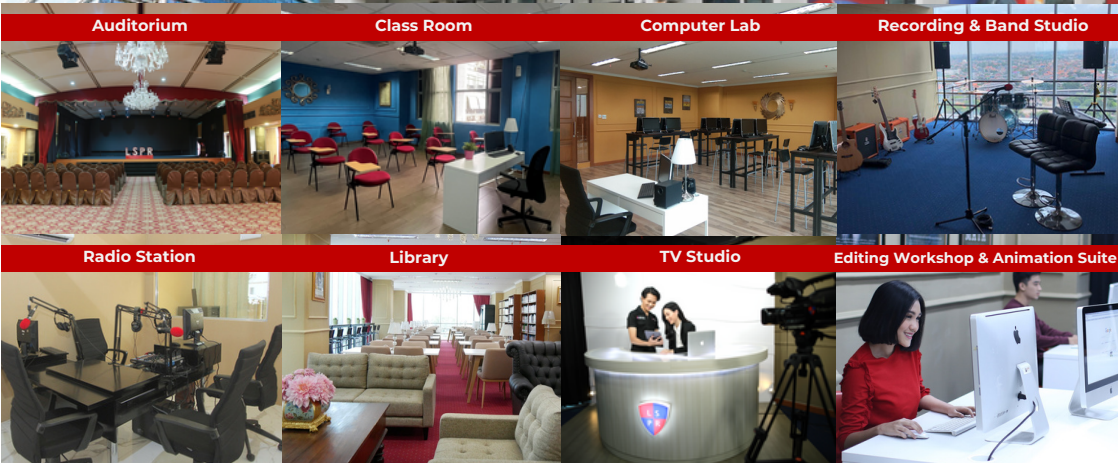 Auditorium
Class Room
Computer Lab
Recording & Band Studio
LSPR
Radio Station
Library
TV Studio
Editing Workshop & Animation Suite
L S
P R